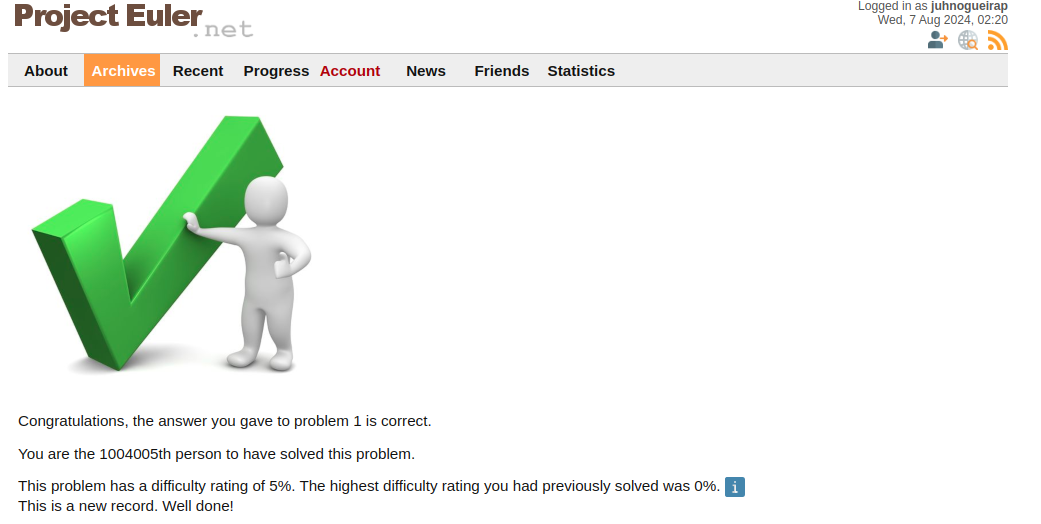 Project Euler.net
Logged in as juhnogueirap
Wed, 7 Aug 2024, 02:20
About Archives Recent Progress Account News Friends Statistics
Congratulations, the answer you gave to problem 1 is correct.
You are the 1004005th person to have solved this problem.
This problem has a difficulty rating of 5%. The highest difficulty rating you had previously solved was 0%. i
This is a new record. Well done!